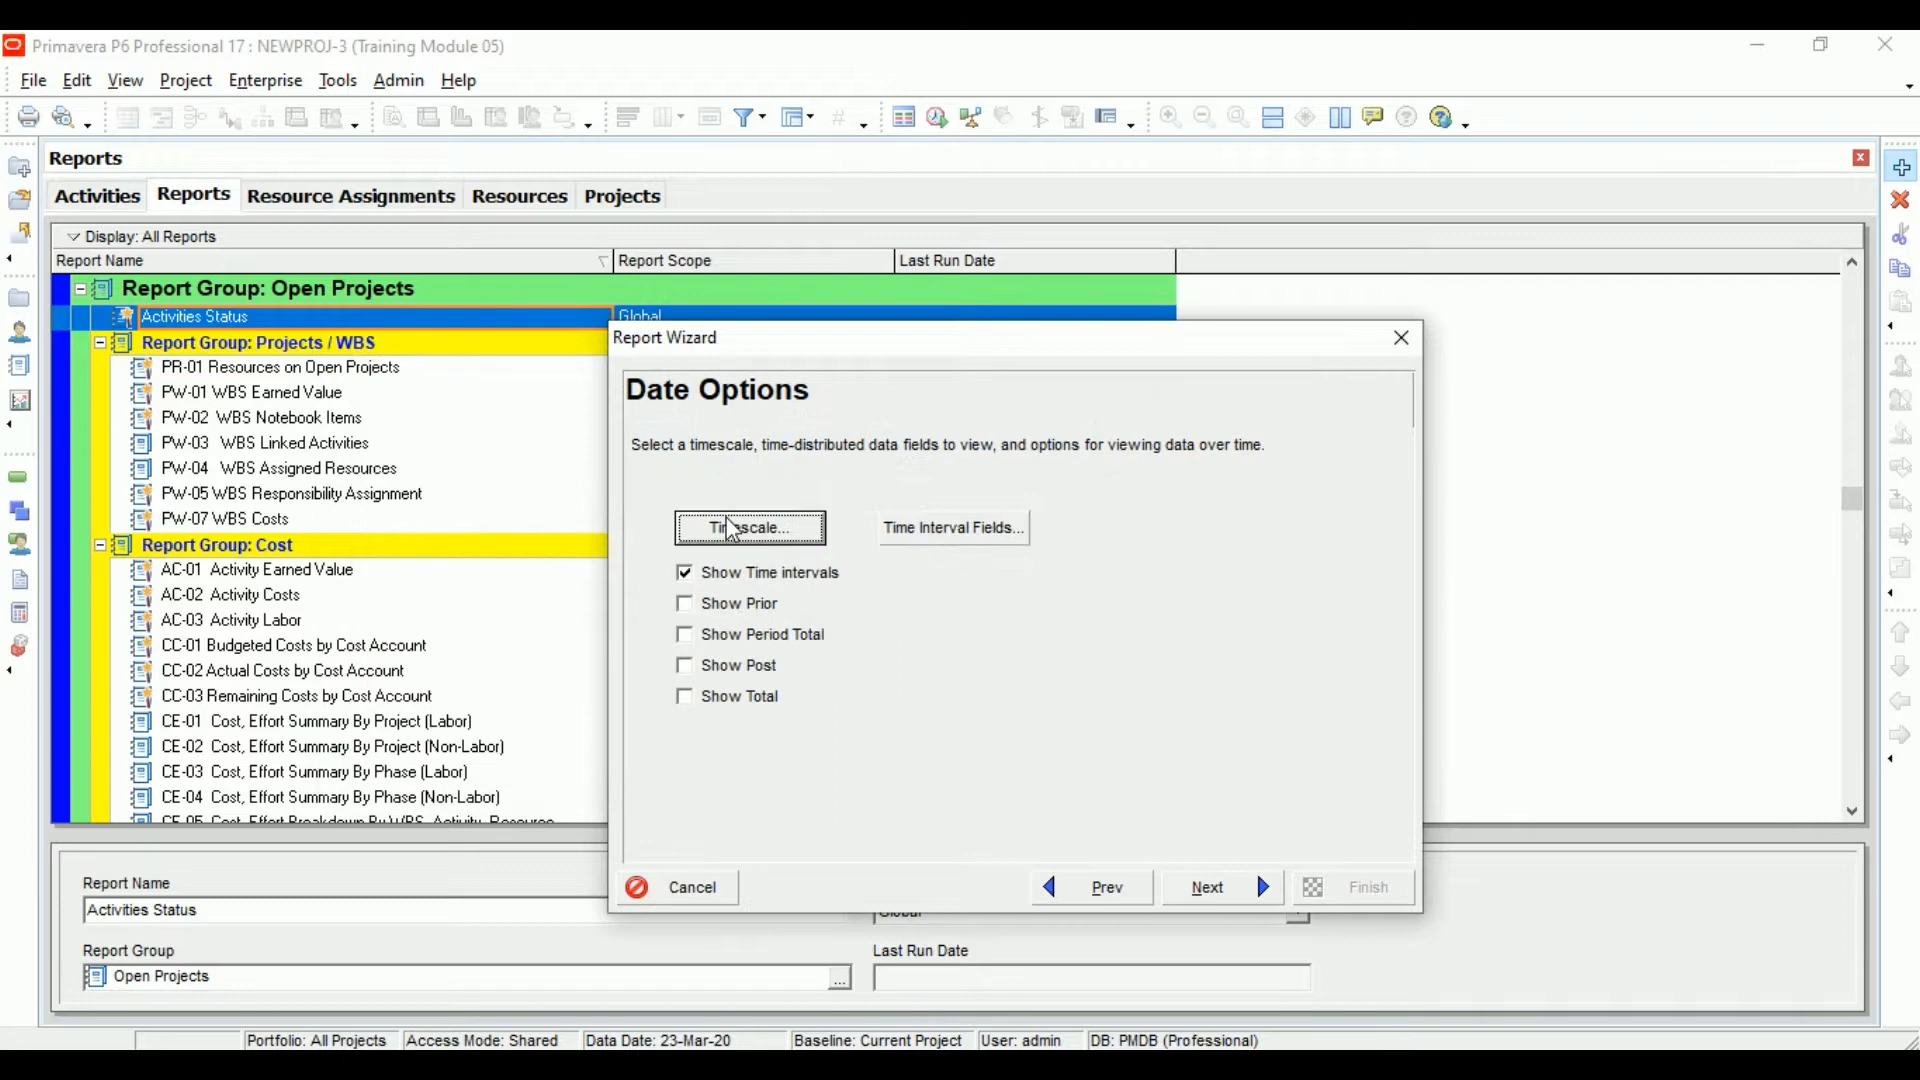 Primavera P6 Professional 17 : NEWPROJ-3 (Training Module 05)
File Edit View Project Enterprise Tools Admin Help
Reports
Activities Reports Resource Assignments Resources Projects
Display: All Reports
Report Name Report Scope Last Run Date
Report Group: Open Projects
Activities Status Global
Report Group: Projects / WBS
PR-01 Resources on Open Projects
PW-01 WBS Earned Value
PW-02 WBS Notebook Items
PW-03 WBS Linked Activities
PW-04 WBS Assigned Resources
PW-05 WBS Responsibility Assignment
PW-07 WBS Costs
Report Group: Cost
AC-01 Activity Earned Value
AC-02 Activity Costs
AC-03 Activity Labor
CC-01 Budgeted Costs by Cost Account
CC-02 Actual Costs by Cost Account
CC-03 Remaining Costs by Cost Account
CE-01 Cost, Effort Summary By Project (Labor)
CE-02 Cost, Effort Summary By Project (Non-Labor)
CE-03 Cost, Effort Summary By Phase (Labor)
CE-04 Cost, Effort Summary By Phase (Non-Labor)
CE-05 Cost, Effort Breakdown By WBS, Activity, Resource
Report Wizard
Date Options
Select a timescale, time-distributed data fields to view, and options for viewing data over time.
Timescale... Time Interval Fields...
Show Time intervals
Show Prior
Show Period Total
Show Post
Show Total
Cancel Prev Next Finish
Report Name
Activities Status Global
Report Group Last Run Date
Open Projects ...
Portfolio: All Projects Access Mode: Shared Data Date: 23-Mar-20 Baseline: Current Project User: admin DB: PMDB (Professional)